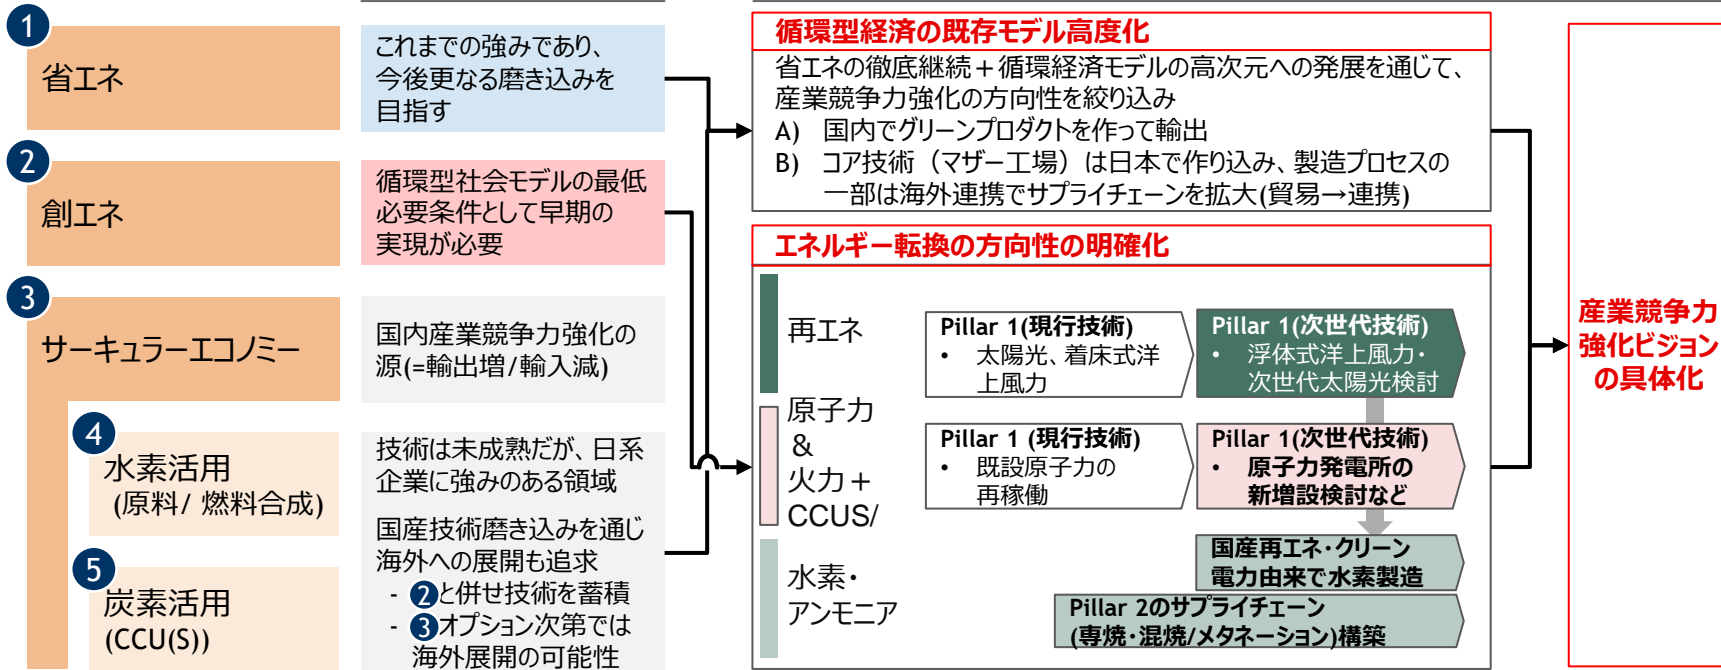 1
省エネ
これまでの強みであり、
今後更なる磨き込みを
目指す
2
創エネ
循環型社会モデルの最低
必要条件として早期の
実現が必要
3
サーキュラーエコノミー
国内産業競争力強化の
源(=輸出増/輸入減)
4
水素活用
(原料/ 燃料合成)
技術は未成熟だが、日系
企業に強みのある領域
国産技術磨き込みを通じ
海外への展開も追求
- 2と併せ技術を蓄積
- 3オプション次第では
海外展開の可能性
5
炭素活用
(CCU(S))
循環型経済の既存モデル高度化
省エネの徹底継続＋循環経済モデルの高次元への発展を通じて、
産業競争力強化の方向性を絞り込み
A) 国内でグリーンプロダクトを作って輸出
B) コア技術（マザー工場）は日本で作り込み、製造プロセスの
一部は海外連携でサプライチェーンを拡大(貿易→連携)
エネルギー転換の方向性の明確化
再エネ
Pillar 1(現行技術)
• 太陽光、着床式洋
上風力
Pillar 1(次世代技術)
• 浮体式洋上風力・
次世代太陽光検討
原子力
&
火力＋
CCUS/
Pillar 1 (現行技術)
• 既設原子力の
再稼働
Pillar 1(次世代技術)
• 原子力発電所の
新増設検討など
水素・
アンモニア
国産再エネ・クリーン
電力由来で水素製造
Pillar 2のサプライチェーン
(専焼・混焼/メタネーション)構築
産業競争力
強化ビジョン
の具体化